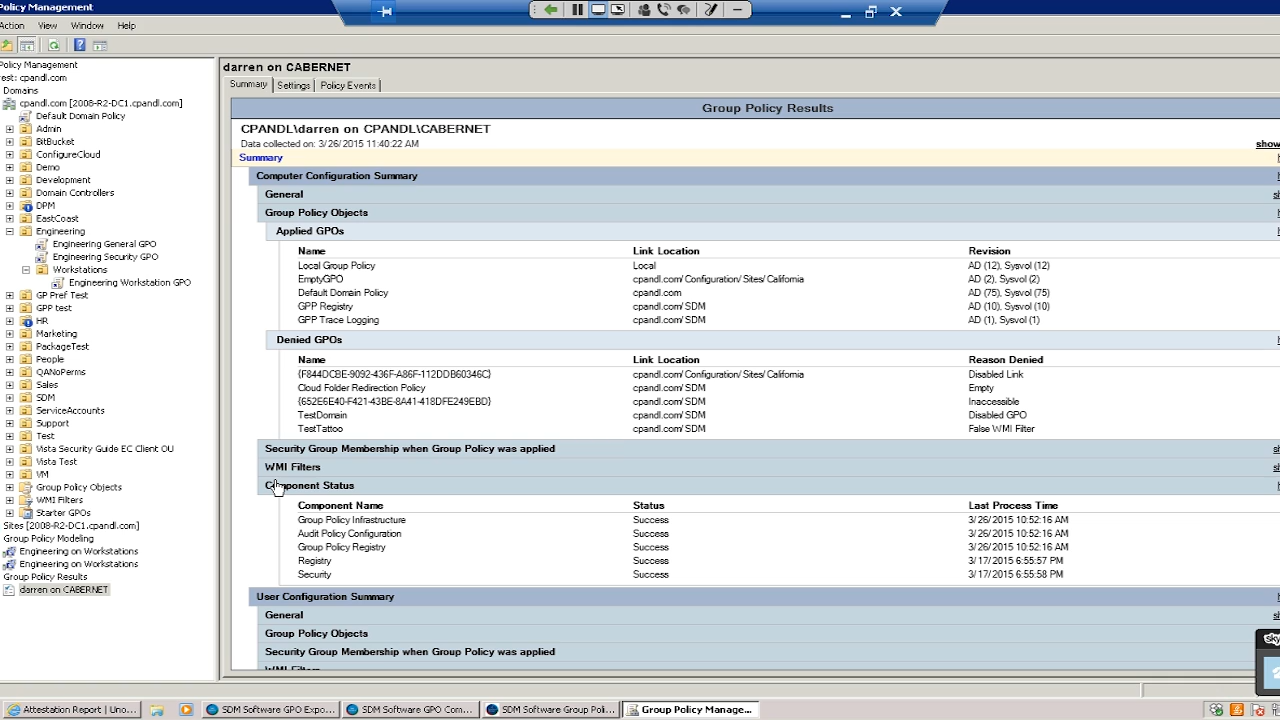 Policy Management
Action View Window Help
Policy Management
rest: cpandl.com
Domains
cpandl.com [2008-R2-DC1.cpandl.com]
Default Domain Policy
Admin
BitBucket
ConfigureCloud
Demo
Development
Domain Controllers
DPM
EastCoast
Engineering
Engineering General GPO
Engineering Security GPO
Workstations
Engineering Workstation GPO
GP Pref Test
GPP test
HR
Marketing
PackageTest
People
QANoPerms
Sales
SDM
ServiceAccounts
Support
Test
Vista Security Guide EC Client OU
Vista Test
VM
Group Policy Objects
WMI Filters
Starter GPOs
Sites [2008-R2-DC1.cpandl.com]
Group Policy Modeling
Engineering on Workstations
Engineering on Workstations
Group Policy Results
darren on CABERNET
darren on CABERNET
Summary Settings Policy Events
Group Policy Results
CPANDL\darren on CPANDL\CABERNET
Data collected on: 3/26/2015 11:40:22 AM show
Summary
Computer Configuration Summary
General
Group Policy Objects
Applied GPOs
Name Link Location Revision
Local Group Policy Local AD (12), Sysvol (12)
EmptyGPO cpandl.com/Configuration/Sites/California AD (2), Sysvol (2)
Default Domain Policy cpandl.com AD (75), Sysvol (75)
GPP Registry cpandl.com/SDM AD (10), Sysvol (10)
GPP Trace Logging cpandl.com/SDM AD (1), Sysvol (1)
Denied GPOs
Name Link Location Reason Denied
{F844DCBE-9092-436F-A86F-112DDB60346C} cpandl.com/Configuration/Sites/California Disabled Link
Cloud Folder Redirection Policy cpandl.com/SDM Empty
{652E6E40-F421-43BE-8A41-418DFE249EBD} cpandl.com/SDM Inaccessible
TestDomain cpandl.com/SDM Disabled GPO
TestTattoo cpandl.com/SDM False WMI Filter
Security Group Membership when Group Policy was applied
WMI Filters
Component Status
Component Name Status Last Process Time
Group Policy Infrastructure Success 3/26/2015 10:52:16 AM
Audit Policy Configuration Success 3/26/2015 10:52:16 AM
Group Policy Registry Success 3/26/2015 10:52:16 AM
Registry Success 3/17/2015 6:55:57 PM
Security Success 3/17/2015 6:55:58 PM
User Configuration Summary
General
Group Policy Objects
Security Group Membership when Group Policy was applied
WMI Filters
sky
Attestation Report | Uno... SDM Software GPO Expo... SDM Software GPO Com... SDM Software Group Poli... Group Policy Manage...